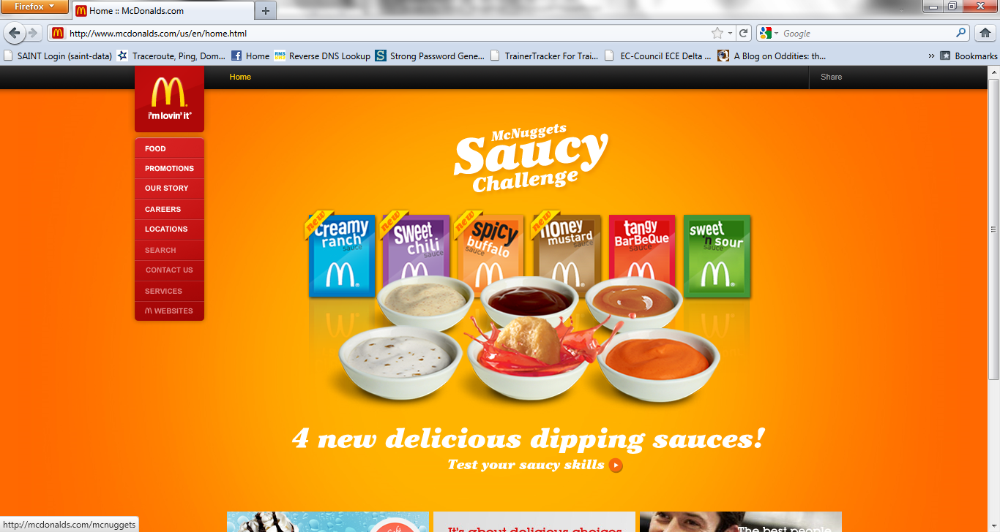 Firefox
Home :: McDonalds.com
http://www.mcdonalds.com/us/en/home.html
Google
SAINT Login (saint-data)
Traceroute, Ping, Dom...
Home
Reverse DNS Lookup
Strong Password Gene...
TrainerTracker For Trai...
EC-Council ECE Delta ...
A Blog on Oddities: th...
Bookmarks
Home
Share
i'm lovin' it®
FOOD
PROMOTIONS
OUR STORY
CAREERS
LOCATIONS
SEARCH
CONTACT US
SERVICES
M WEBSITES
McNuggets
Saucy
Challenge
new
creamy
ranch
sauce
new
sweet
chili
sauce
new
spicy
buffalo
sauce
new
honey
mustard
sauce
tangy
BarBeQue
sauce
sweet
'n sour
sauce
4 new delicious dipping sauces!
Test your saucy skills
It's about delicious choices
The best people
http://mcdonalds.com/mcnuggets